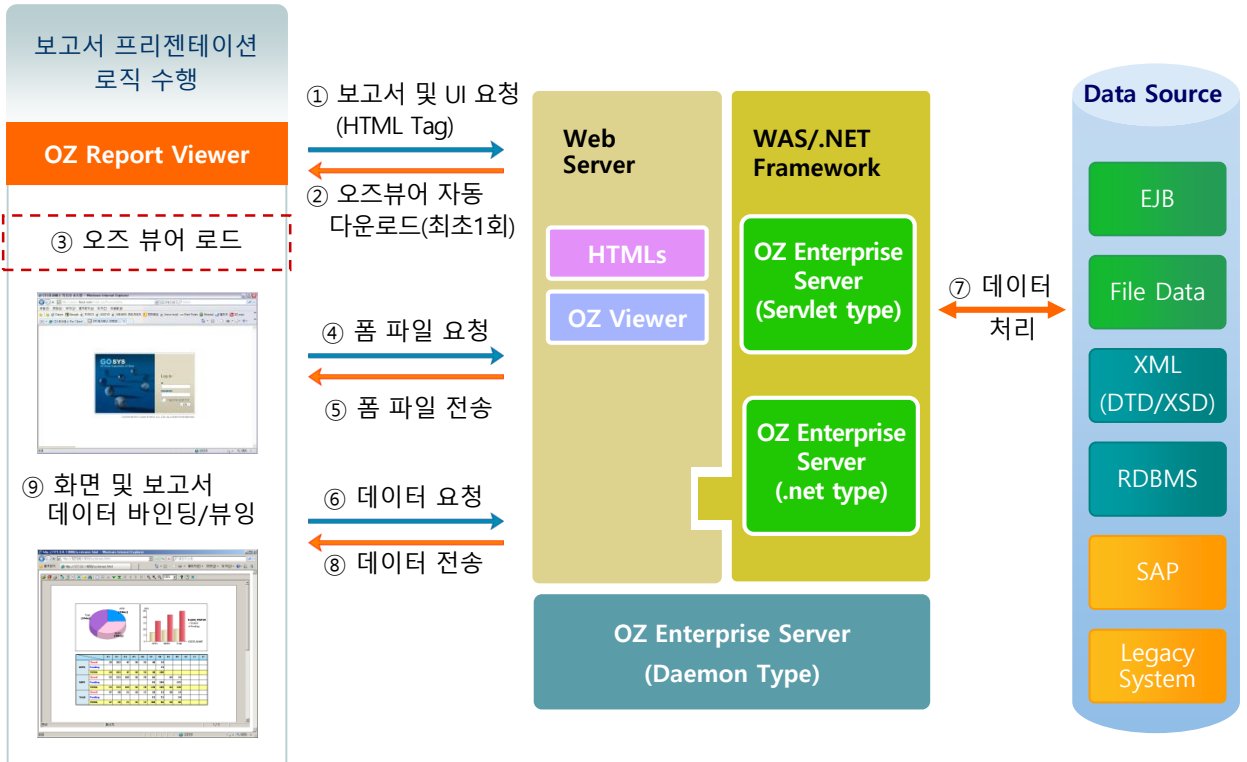 보고서 프리젠테이션
로직 수행
OZ Report Viewer
① 보고서 및 UI 요청
(HTML Tag)
② 오즈뷰어 자동
다운로드(최초1회)
③ 오즈 뷰어 로드
GOSYS
Log in
④ 폼 파일 요청
⑤ 폼 파일 전송
⑥ 데이터 요청
⑧ 데이터 전송
⑨ 화면 및 보고서
데이터 바인딩/뷰잉
Web
Server
HTMLs
OZ Viewer
WAS/.NET
Framework
OZ Enterprise
Server
(Servlet type)
OZ Enterprise
Server
(.net type)
OZ Enterprise Server
(Daemon Type)
⑦ 데이터
처리
Data Source
EJB
File Data
XML
(DTD/XSD)
RDBMS
SAP
Legacy
System